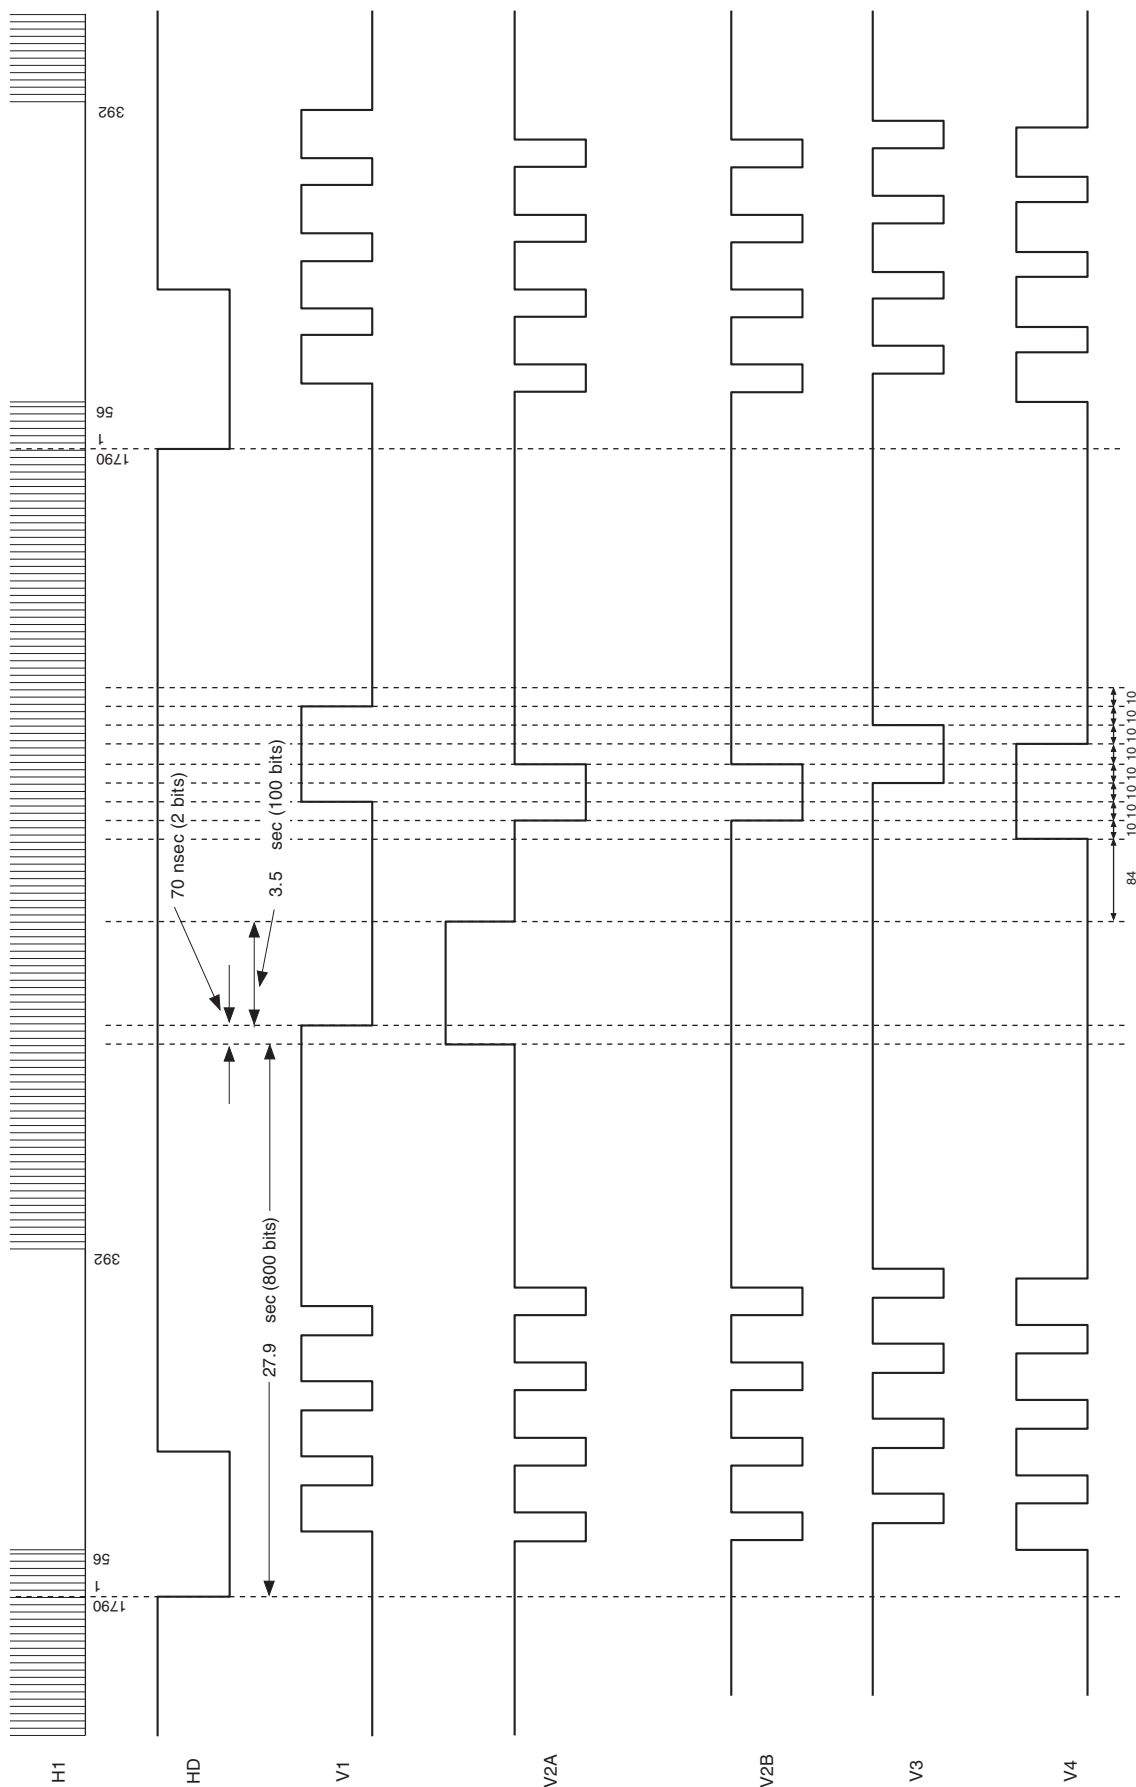 H1
1790
1
56
392
1790
1
56
392
HD
70 nsec (2 bits)
3.5 sec (100 bits)
27.9 sec (800 bits)
V1
V2A
V2B
V3
V4
84
10 10 10 10 10 10 10 10